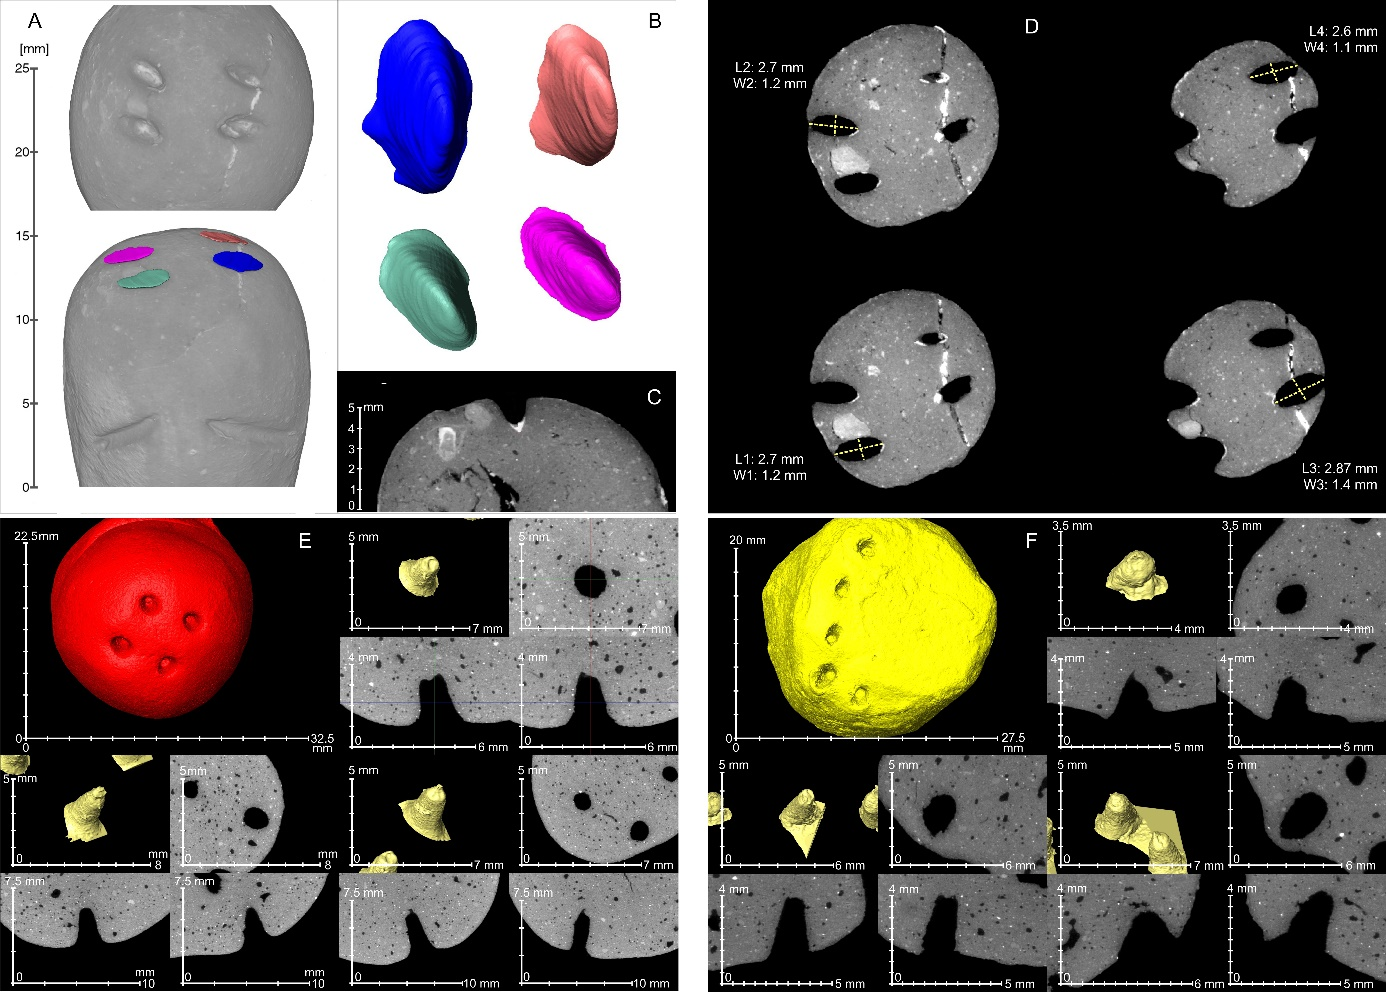 A
[mm]
25
20
15
10
5
0
B
C
5 mm
4
3
2
1
0
D
L2: 2.7 mm
W2: 1.2 mm
L4: 2.6 mm
W4: 1.1 mm
L1: 2.7 mm
W1: 1.2 mm
L3: 2.87 mm
W3: 1.4 mm
E
22.5mm
0
0
32.5
mm
5 mm
0
7 mm
5 mm
0
7 mm
4 mm
0
6 mm
4 mm
0
6 mm
5 mm
0
mm
8
5mm
0
mm
8
5 mm
0
7 mm
5 mm
0
7 mm
7.5 mm
0
mm
10
7.5 mm
0
mm
10
7.5 mm
0
10 mm
7.5 mm
0
10 mm
F
20 mm
0
0
27.5
mm
3,5 mm
0
4 mm
3,5 mm
0
4 mm
4 mm
0
5 mm
4 mm
0
5 mm
5 mm
0
6 mm
5 mm
0
6 mm
5 mm
0
7 mm
5 mm
0
6 mm
4 mm
0
5 mm
4 mm
0
5 mm
4 mm
0
6 mm
4 mm
0
5 mm